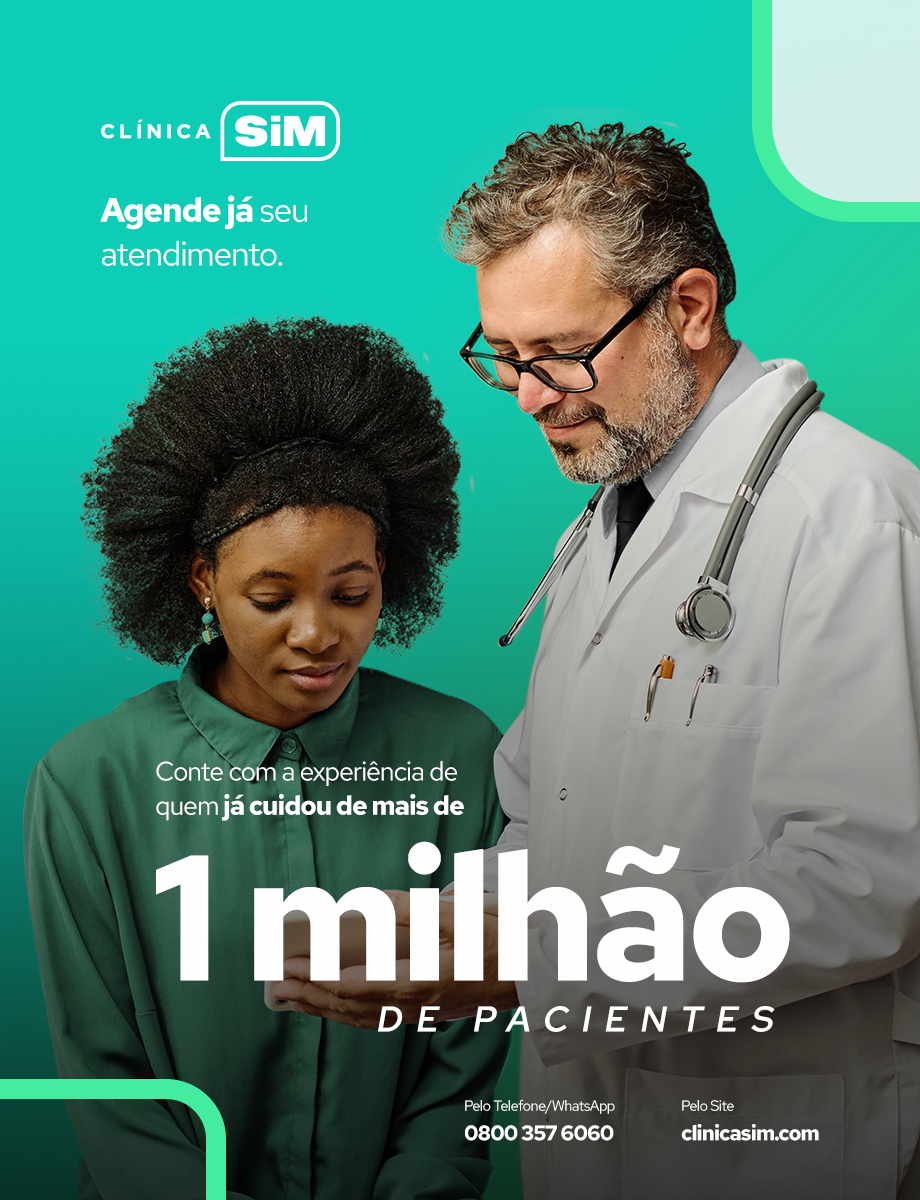 CLÍNICA SiM
Agende já seu
atendimento.
Conte com a experiência de
quem já cuidou de mais de
1 milhão
DE PACIENTES
Pelo Telefone/WhatsApp
0800 357 6060
Pelo Site
clinicasim.com